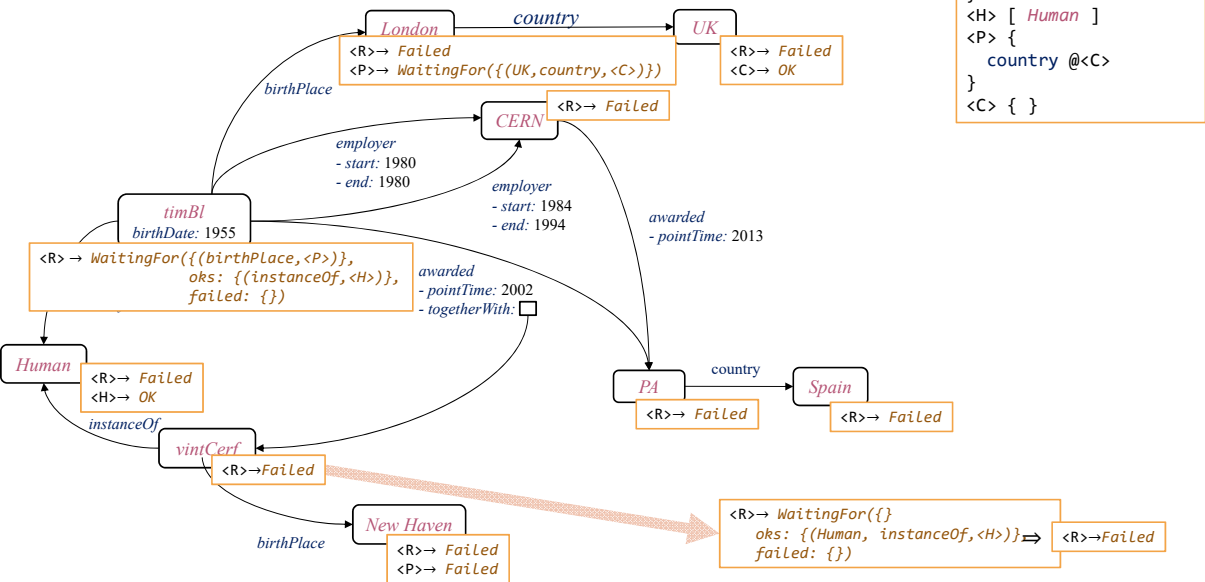 }
<H> [ Human ]
<P> {
country @<C>
}
<C> { }
London
country
UK
<R>→ Failed
<P>→ WaitingFor({(UK,country,<C>)})
<R>→ Failed
<C>→ OK
birthPlace
CERN
<R>→ Failed
employer
- start: 1980
- end: 1980
employer
- start: 1984
- end: 1994
timBl
birthDate: 1955
<R> → WaitingFor({(birthPlace,<P>)},
oks: {(instanceOf,<H>)},
failed: {})
awarded
- pointTime: 2013
awarded
- pointTime: 2002
- togetherWith:
Human
<R>→ Failed
<H>→ OK
PA
country
Spain
<R>→ Failed
<R>→ Failed
instanceOf
vintCerf
<R>→Failed
birthPlace
New Haven
<R>→ Failed
<P>→ Failed
<R>→ WaitingFor({}
oks: {(Human, instanceOf,<H>)},
failed: {})
⇒
<R>→Failed